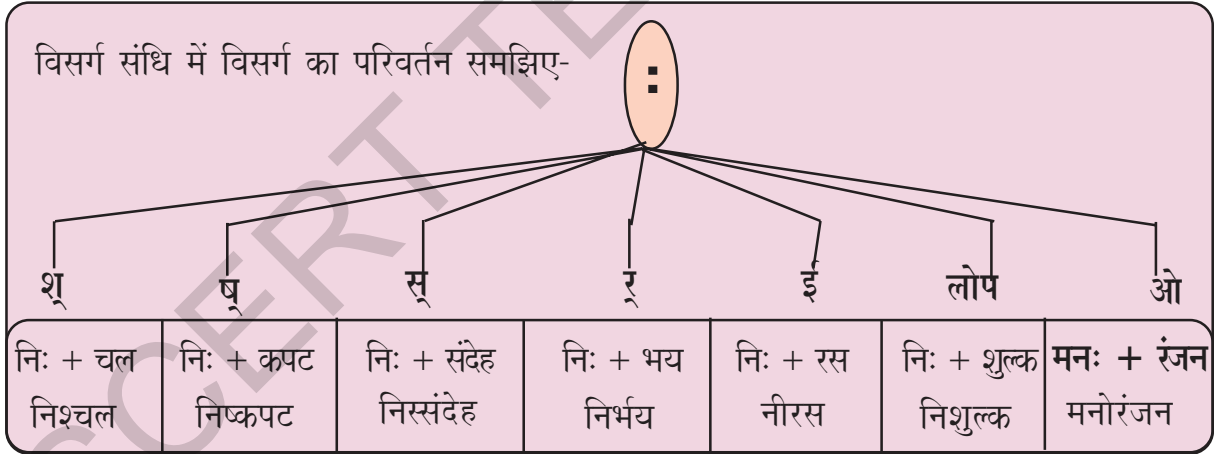 विसर्ग संधि में विसर्ग का परिवर्तन समझिए-
:
श् ष् स् र् ई लोप ओ
निः + चल निः + कपट निः + संदेह निः + भय निः + रस निः + शुल्क मनः + रंजन
निश्चल निष्कपट निस्संदेह निर्भय नीरस निशुल्क मनोरंजन